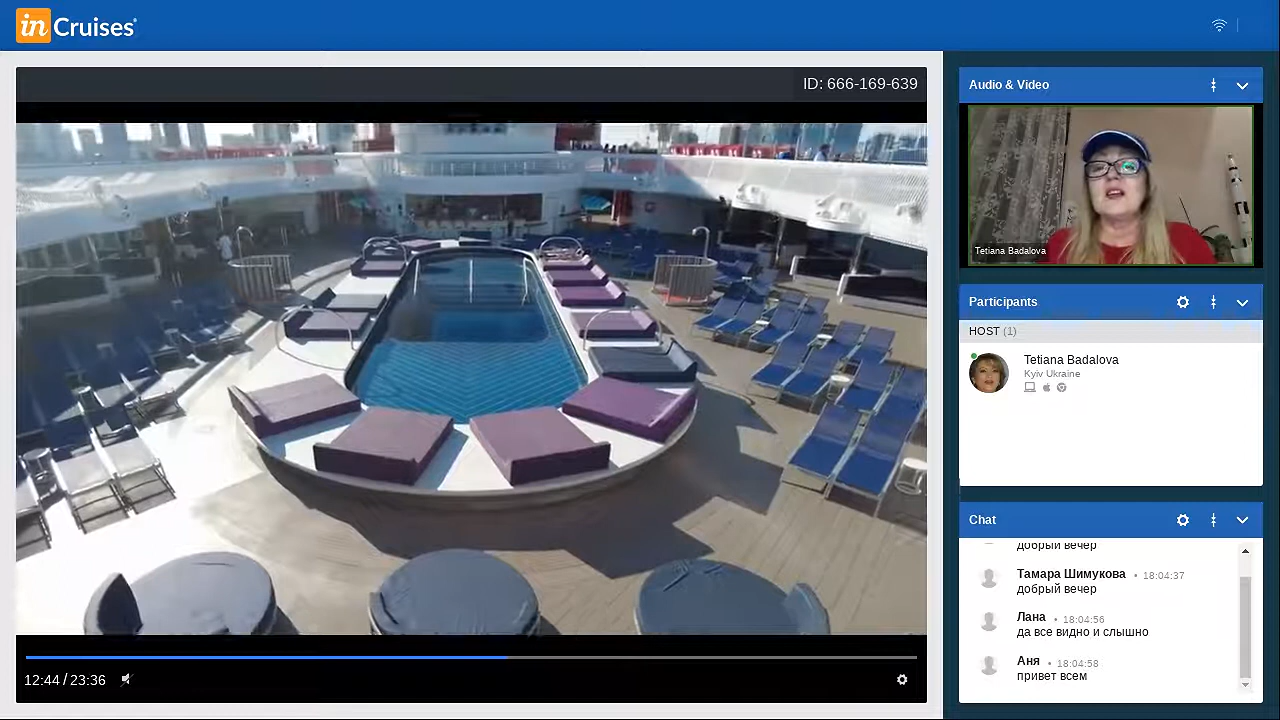 in Cruises
ID: 666-169-639
12:44 / 23:36
Audio & Video
Tetiana Badalova
Participants
HOST (1)
Tetiana Badalova
Kyiv Ukraine
Chat
добрый вечер
Тамара Шимукова • 18:04:37
добрый вечер
Лана • 18:04:56
да все видно и слышно
Аня • 18:04:58
привет всем